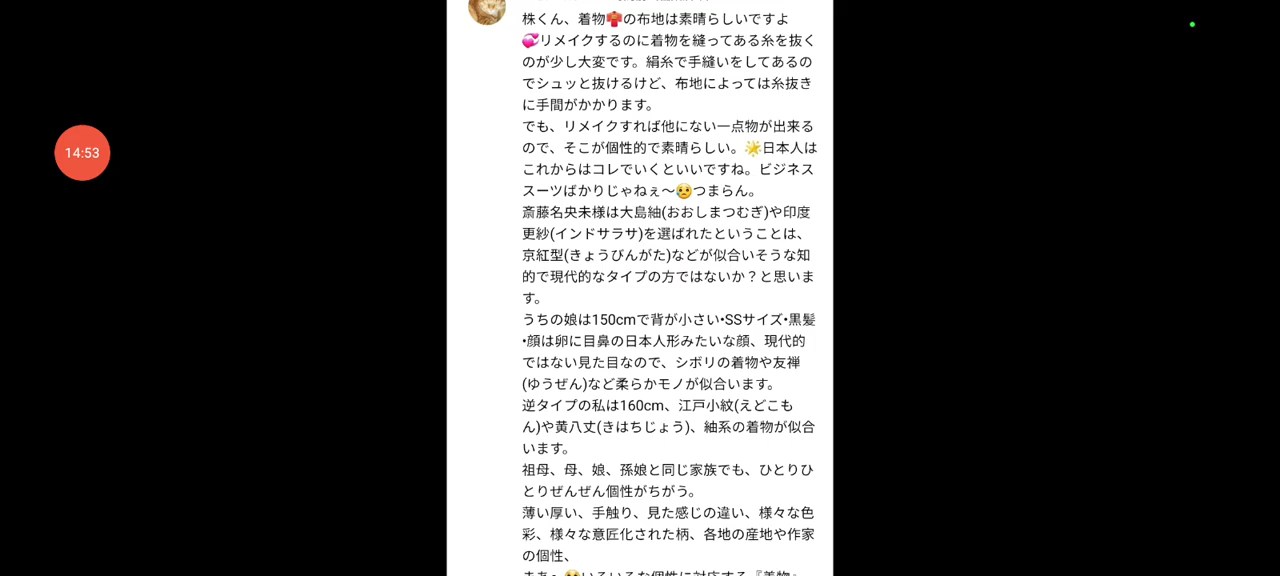 株くん、着物👘の布地は素晴らしいですよ
💞リメイクするのに着物を縫ってある糸を抜く
のが少し大変です。絹糸で手縫いをしてあるの
でシュッと抜けるけど、布地によっては糸抜き
に手間がかかります。
でも、リメイクすれば他にない一点物が出来る
ので、そこが個性的で素晴らしい。🌟日本人は
これからはコレでいくといいですね。ビジネス
スーツばかりじゃねぇ〜😥つまらん。
斎藤名央未様は大島紬(おおしまつむぎ)や印度
更紗(インドサラサ)を選ばれたということは、
京紅型(きょうびんがた)などが似合いそうな知
的で現代的なタイプの方ではないか？と思いま
す。
うちの娘は150cmで背が小さい•SSサイズ•黒髪
•顔は卵に目鼻の日本人形みたいな顔、現代的
ではない見た目なので、シボリの着物や友禅
(ゆうぜん)など柔らかモノが似合います。
逆タイプの私は160cm、江戸小紋(えどこも
ん)や黄八丈(きはちじょう)、紬系の着物が似合
います。
祖母、母、娘、孫娘と同じ家族でも、ひとりひ
とりぜんぜん個性がちがう。
薄い厚い、手触り、見た感じの違い、様々な色
彩、様々な意匠化された柄、各地の産地や作家
の個性、
14:53